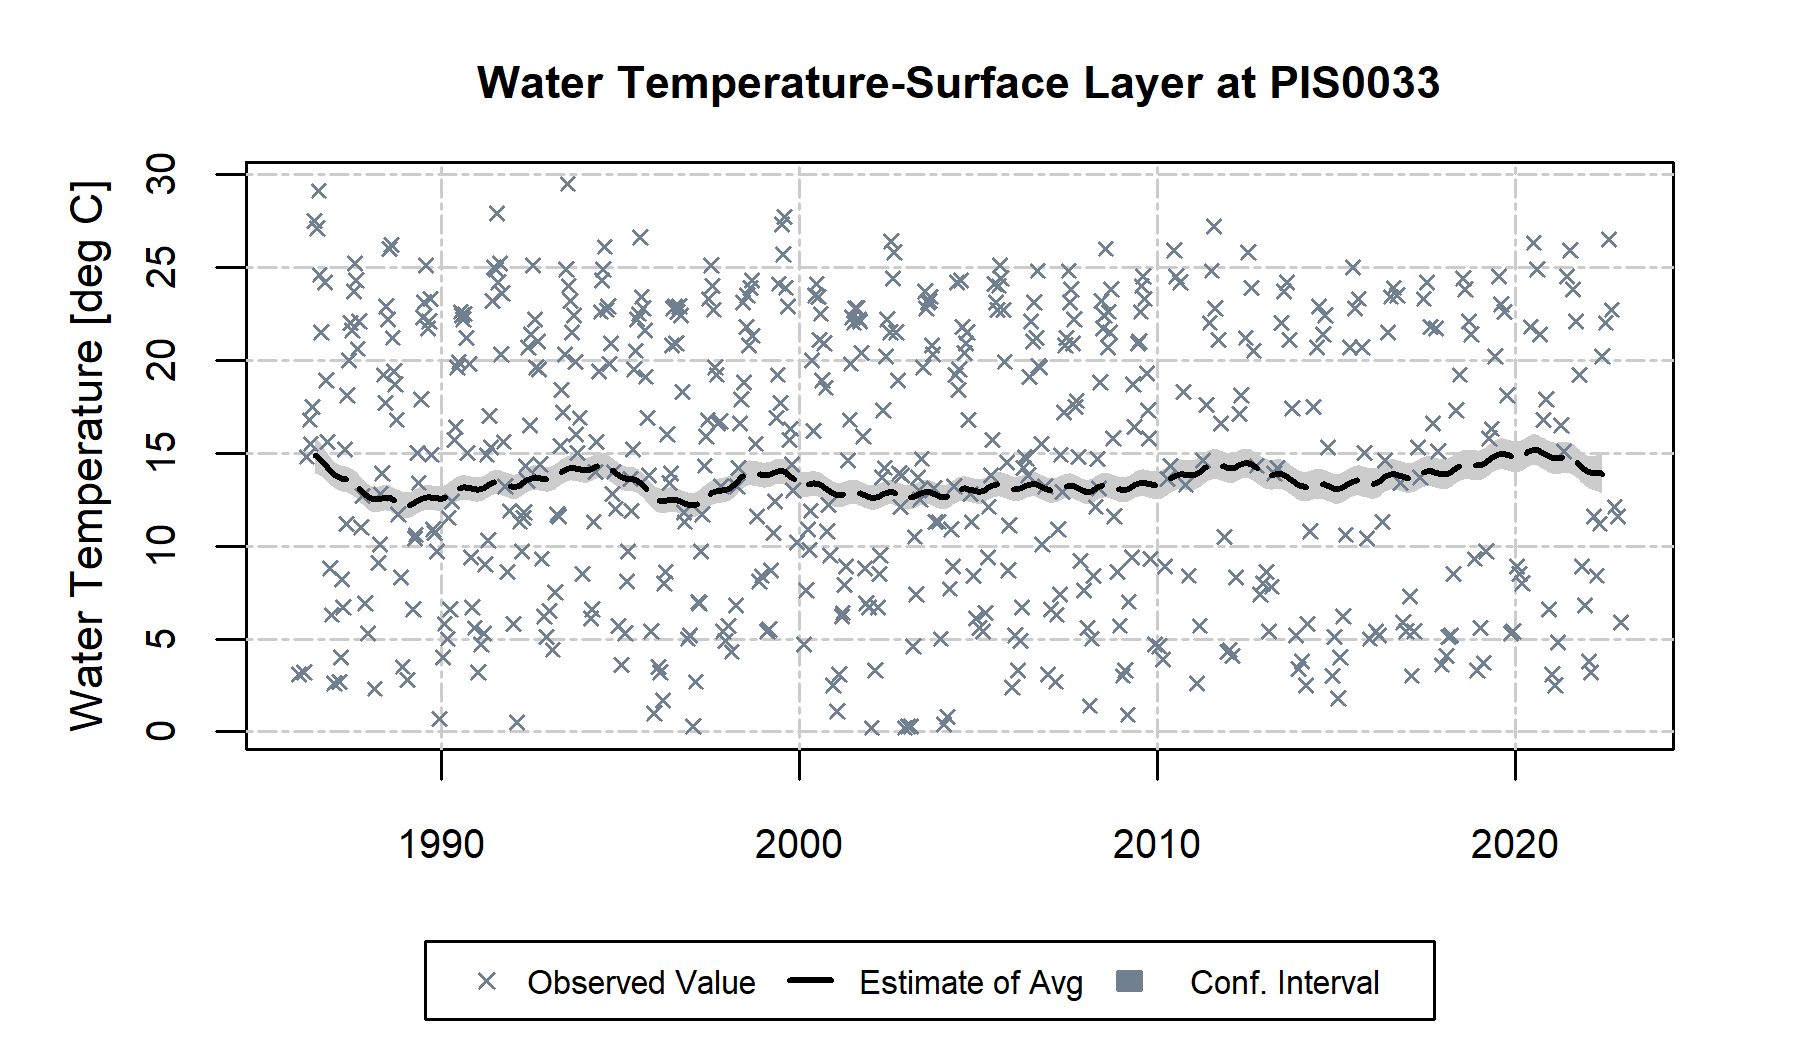 Water Temperature-Surface Layer at PIS0033
Water Temperature [deg C]
30
25
20
15
10
5
0
1990 2000 2010 2020
Observed Value Estimate of Avg Conf. Interval